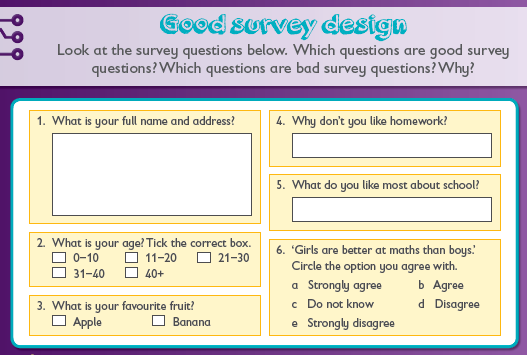 Good survey design
Look at the survey questions below. Which questions are good survey
questions? Which questions are bad survey questions? Why?
1. What is your full name and address?
2. What is your age? Tick the correct box.
0–10 11–20 21–30
31–40 40+
3. What is your favourite fruit?
Apple Banana
4. Why don't you like homework?
5. What do you like most about school?
6. ‘Girls are better at maths than boys.’
Circle the option you agree with.
a Strongly agree b Agree
c Do not know d Disagree
e Strongly disagree